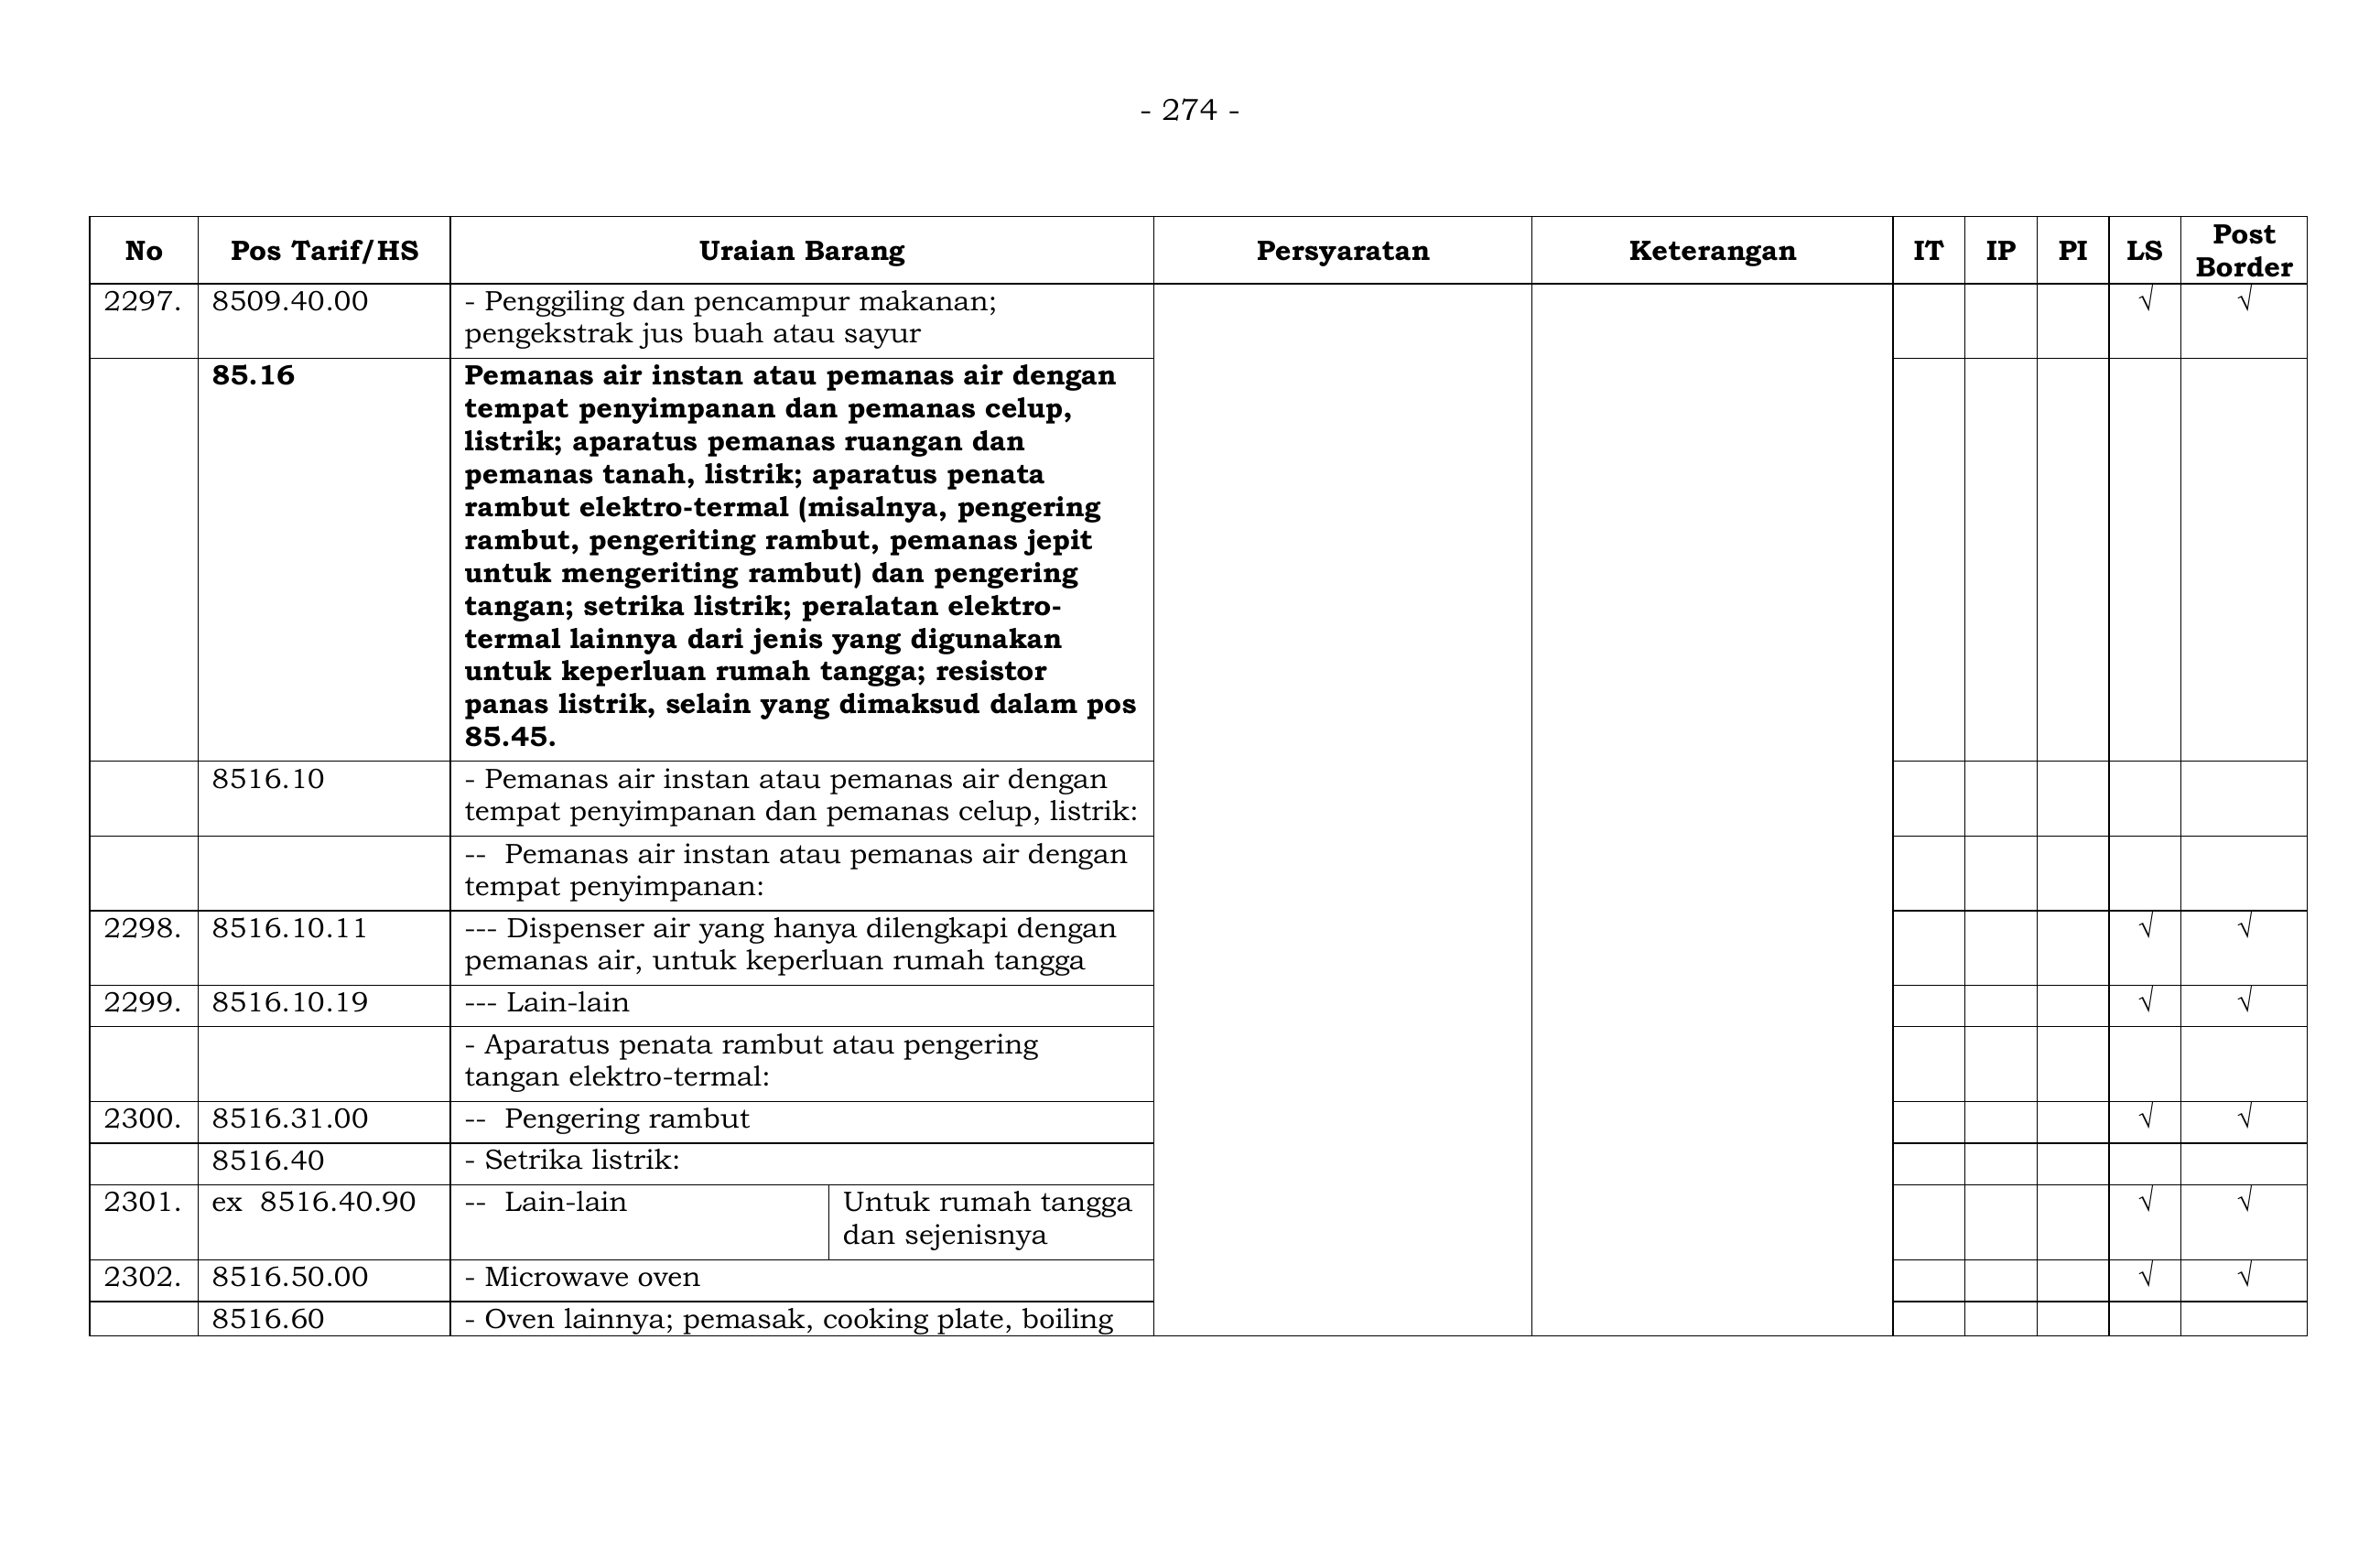 - 274 -
No Pos Tarif/HS Uraian Barang Persyaratan Keterangan IT IP PI LS Post Border
2297. 8509.40.00 - Penggiling dan pencampur makanan; √ √
pengekstrak jus buah atau sayur
85.16 Pemanas air instan atau pemanas air dengan
tempat penyimpanan dan pemanas celup,
listrik; aparatus pemanas ruangan dan
pemanas tanah, listrik; aparatus penata
rambut elektro-termal (misalnya, pengering
rambut, pengeriting rambut, pemanas jepit
untuk mengeriting rambut) dan pengering
tangan; setrika listrik; peralatan elektro-
termal lainnya dari jenis yang digunakan
untuk keperluan rumah tangga; resistor
panas listrik, selain yang dimaksud dalam pos
85.45.
8516.10 - Pemanas air instan atau pemanas air dengan
tempat penyimpanan dan pemanas celup, listrik:
-- Pemanas air instan atau pemanas air dengan
tempat penyimpanan:
2298. 8516.10.11 --- Dispenser air yang hanya dilengkapi dengan √ √
pemanas air, untuk keperluan rumah tangga
2299. 8516.10.19 --- Lain-lain √ √
- Aparatus penata rambut atau pengering
tangan elektro-termal:
2300. 8516.31.00 -- Pengering rambut √ √
8516.40 - Setrika listrik:
2301. ex 8516.40.90 -- Lain-lain Untuk rumah tangga √ √
dan sejenisnya
2302. 8516.50.00 - Microwave oven √ √
8516.60 - Oven lainnya; pemasak, cooking plate, boiling